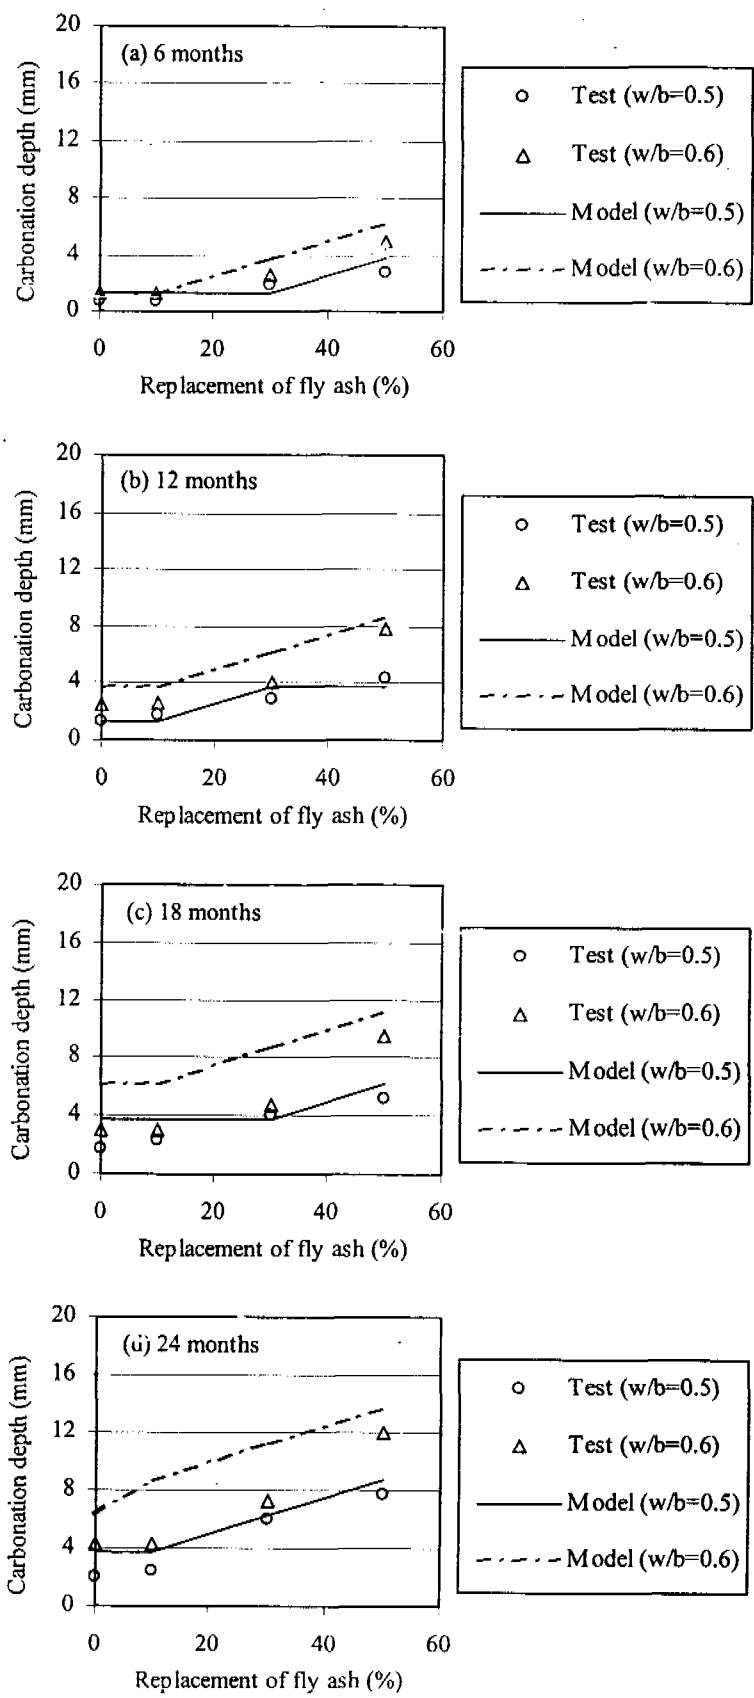 20
(a) 6 months
16
12
8
4
0
0 20 40 60
Carbonation depth (mm)
Replacement of fly ash (%)
Test (w/b=0.5)
Test (w/b=0.6)
Model (w/b=0.5)
Model (w/b=0.6)
20
(b) 12 months
16
12
8
4
0
0 20 40 60
Carbonation depth (mm)
Replacement of fly ash (%)
Test (w/b=0.5)
Test (w/b=0.6)
Model (w/b=0.5)
Model (w/b=0.6)
20
(c) 18 months
16
12
8
4
0
0 20 40 60
Carbonation depth (mm)
Replacement of fly ash (%)
Test (w/b=0.5)
Test (w/b=0.6)
Model (w/b=0.5)
Model (w/b=0.6)
20
(d) 24 months
16
12
8
4
0
0 20 40 60
Carbonation depth (mm)
Replacement of fly ash (%)
Test (w/b=0.5)
Test (w/b=0.6)
Model (w/b=0.5)
Model (w/b=0.6)